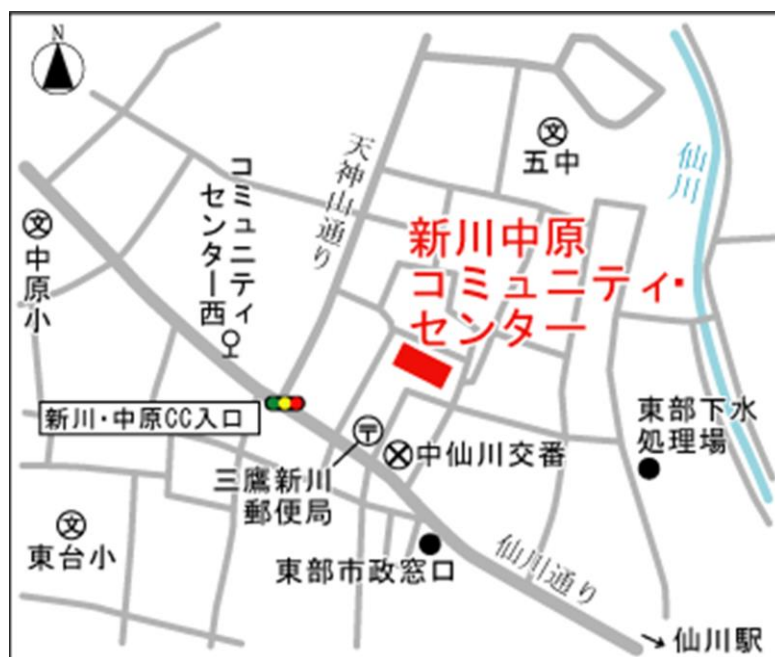 N
天神山通り
コミュニティ
センター西
文
五中
仙川
文
中原小
新川中原
コミュニティ・
センター
新川・中原CC入口
〒
三鷹新川
郵便局
中仙川交番
東部下水
処理場
文
東台小
東部市政窓口
仙川通り
→仙川駅